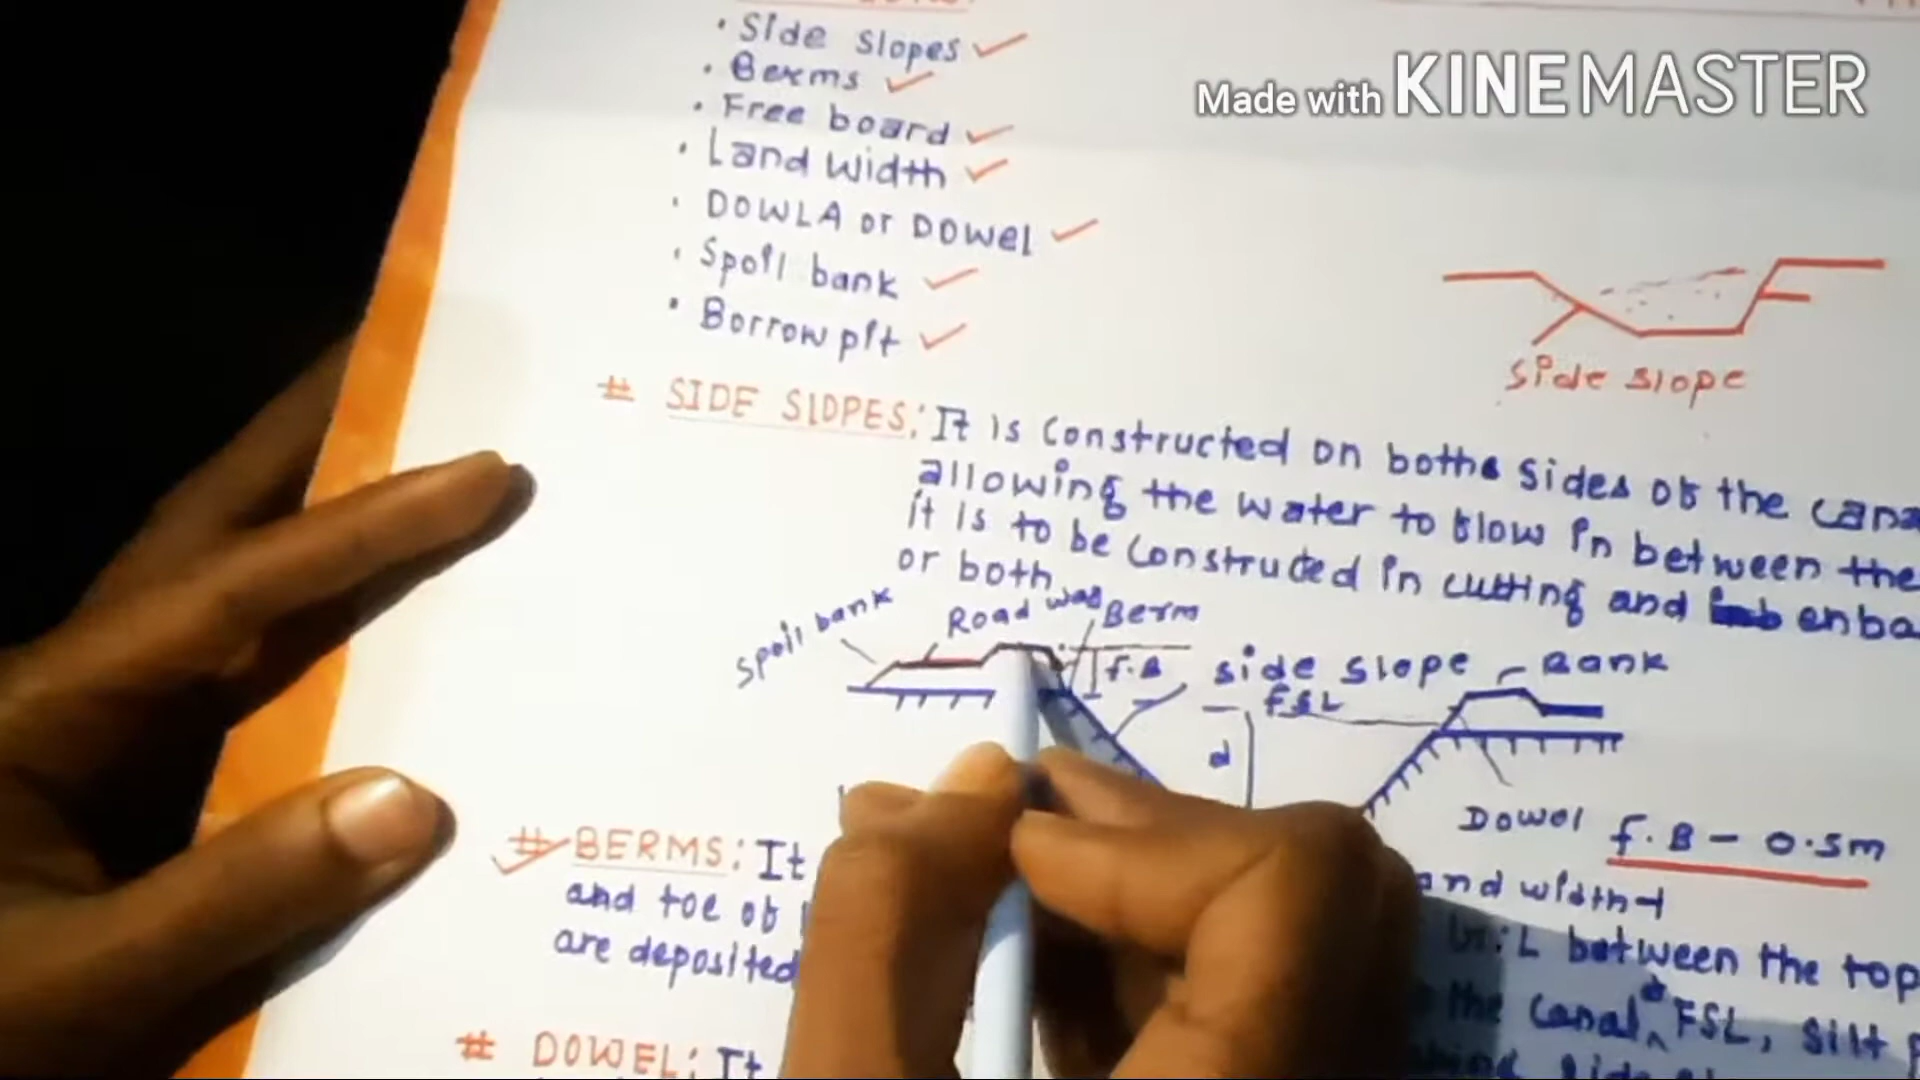 Made with KINEMASTER
· Side Slopes
· Berms
· Free board
· Land Width
· DOWLA or DOWel
· Spoil bank
· Borrow pit
side slope
# SIDE SLOPES: It is Constructed on boths Sides of the cana
allowing the water to flow in between the
it is to be Constructed in cutting and enba
or both
Spoil bank
Road way
Berm
F.B
side slope
Bank
FSL
d
Dowel
F.B - 0.5m
# BERMS: It
and toe of
are deposited
and width
between the top
the Canal FSL, silt
# DOWEL: It